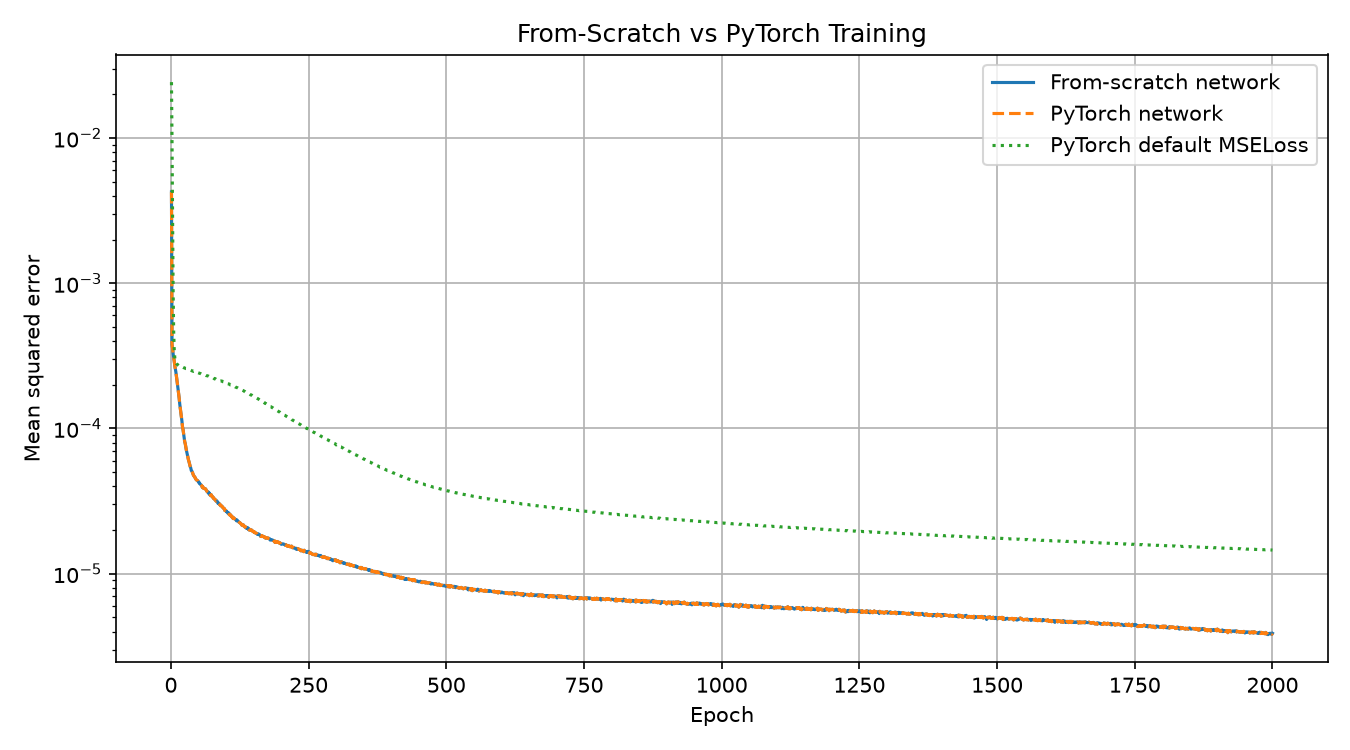 From-Scratch vs PyTorch Training
From-scratch network
PyTorch network
PyTorch default MSELoss
Mean squared error
10⁻²
10⁻³
10⁻⁴
10⁻⁵
0 250 500 750 1000 1250 1500 1750 2000
Epoch